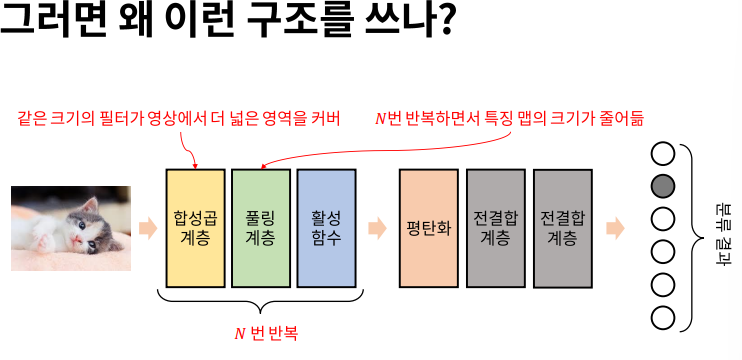 그러면 왜 이런 구조를 쓰나?
같은 크기의 필터가 영상에서 더 넓은 영역을 커버
N번 반복하면서 특징 맵의 크기가 줄어듦
합성곱
계층
풀링
계층
활성
함수
평탄화
전결합
계층
전결합
계층
분류 결과
N 번 반복